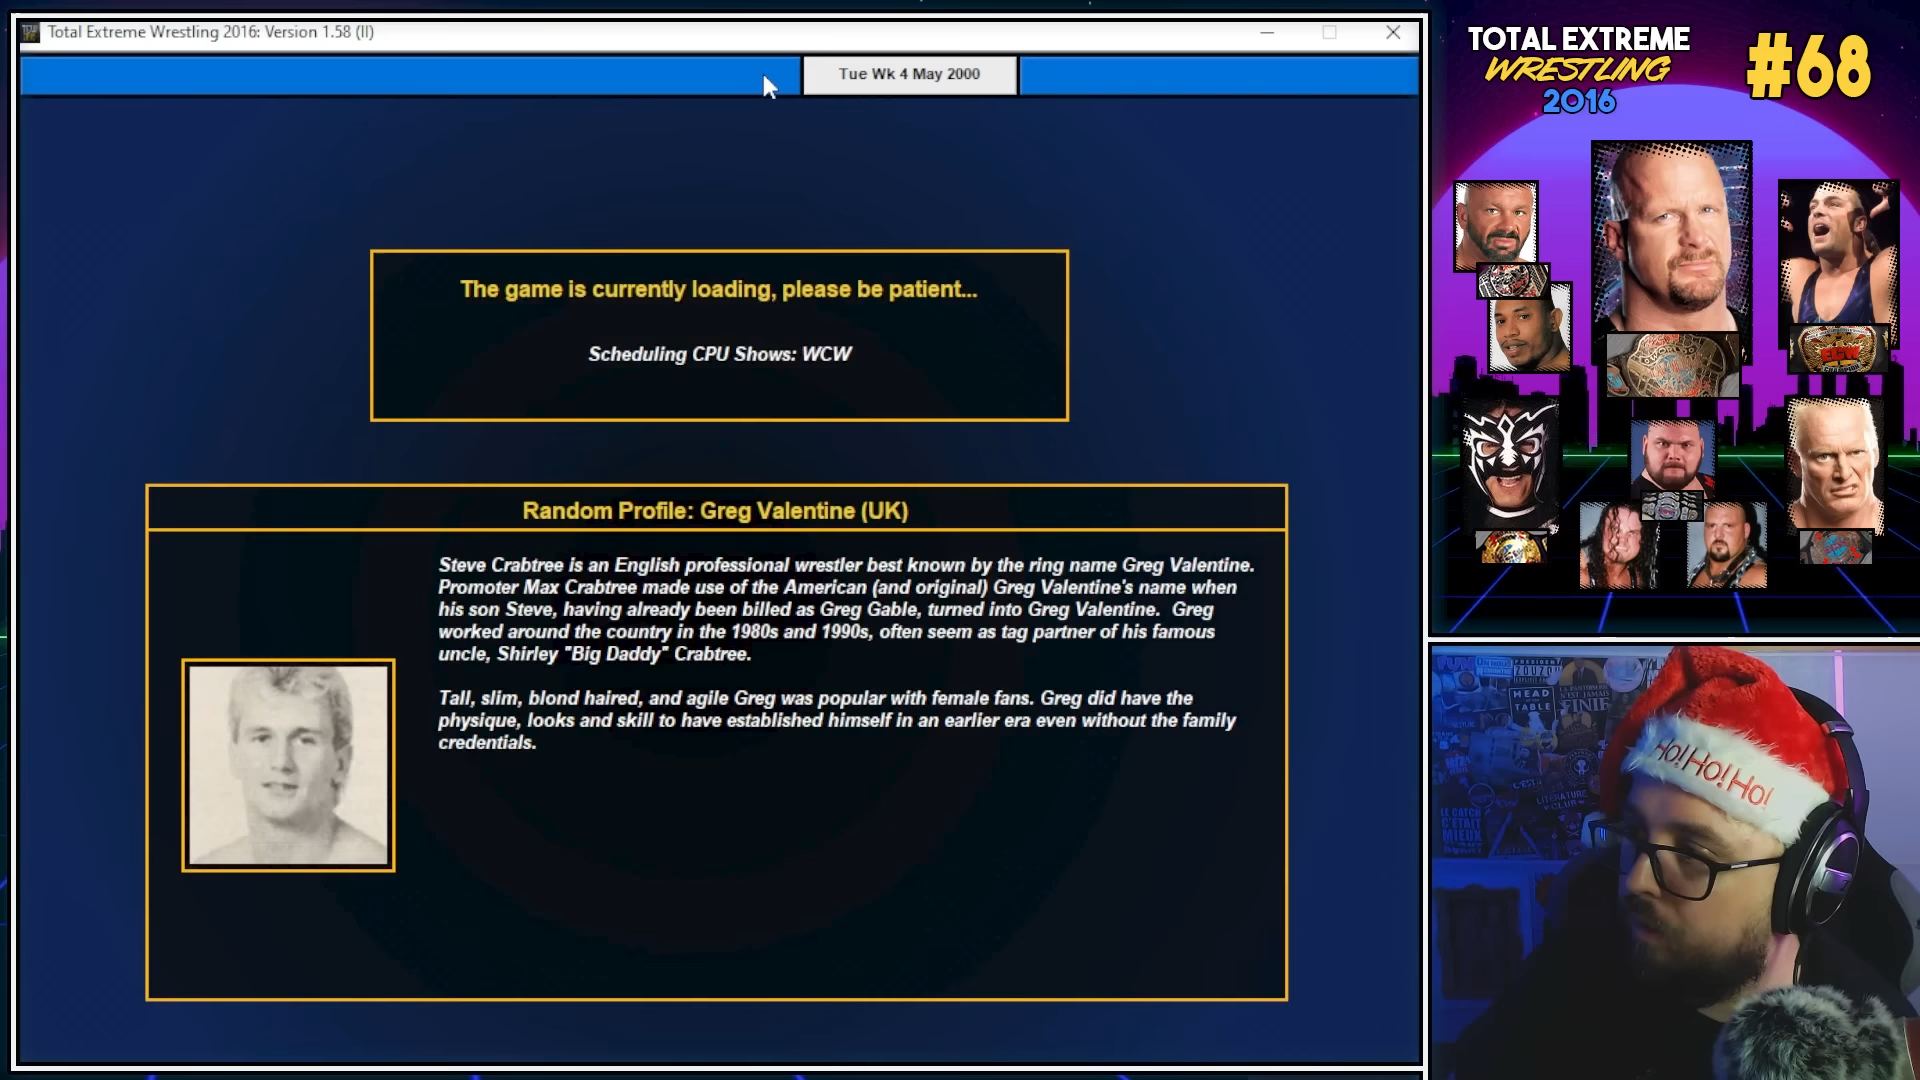 Total Extreme Wrestling 2016: Version 1.58 (II)
Tue Wk 4 May 2000
The game is currently loading, please be patient...
Scheduling CPU Shows: WCW
Random Profile: Greg Valentine (UK)
Steve Crabtree is an English professional wrestler best known by the ring name Greg Valentine.
Promoter Max Crabtree made use of the American (and original) Greg Valentine's name when
his son Steve, having already been billed as Greg Gable, turned into Greg Valentine.  Greg
worked around the country in the 1980s and 1990s, often seem as tag partner of his famous
uncle, Shirley "Big Daddy" Crabtree.
Tall, slim, blond haired, and agile Greg was popular with female fans. Greg did have the
physique, looks and skill to have established himself in an earlier era even without the family
credentials.
TOTAL EXTREME
WRESTLING
2016
#68
ECW
HEAD
TABLE
LE CATCH
C'ÉTAIT
MIEUX
Ho! Ho! Ho!